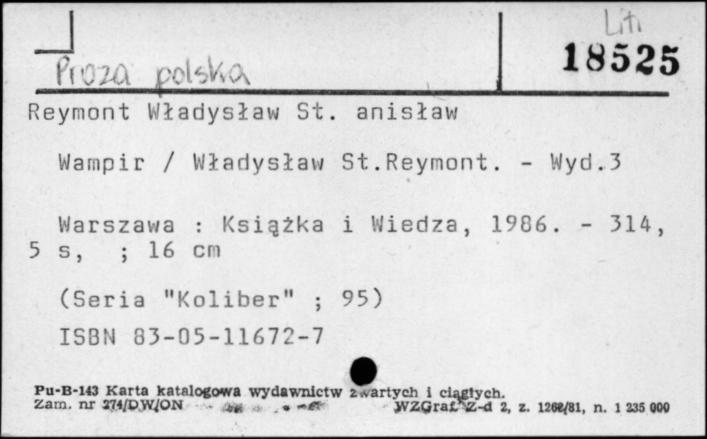 Liti
18525
Proza polska
Reymont Władysław St. anisław
Wampir / Władysław St.Reymont. - Wyd.3
Warszawa : Książka i Wiedza, 1986. - 314,
5 s, ; 16 cm
(Seria "Koliber" ; 95)
ISBN 83-05-11672-7
Pu-B-143 Karta katalogowa wydawnictw zwartych i ciągłych.
Zam. nr 274/DW/ON WZGraf. Z-d 2, z. 1262/81, n. 1 235 000